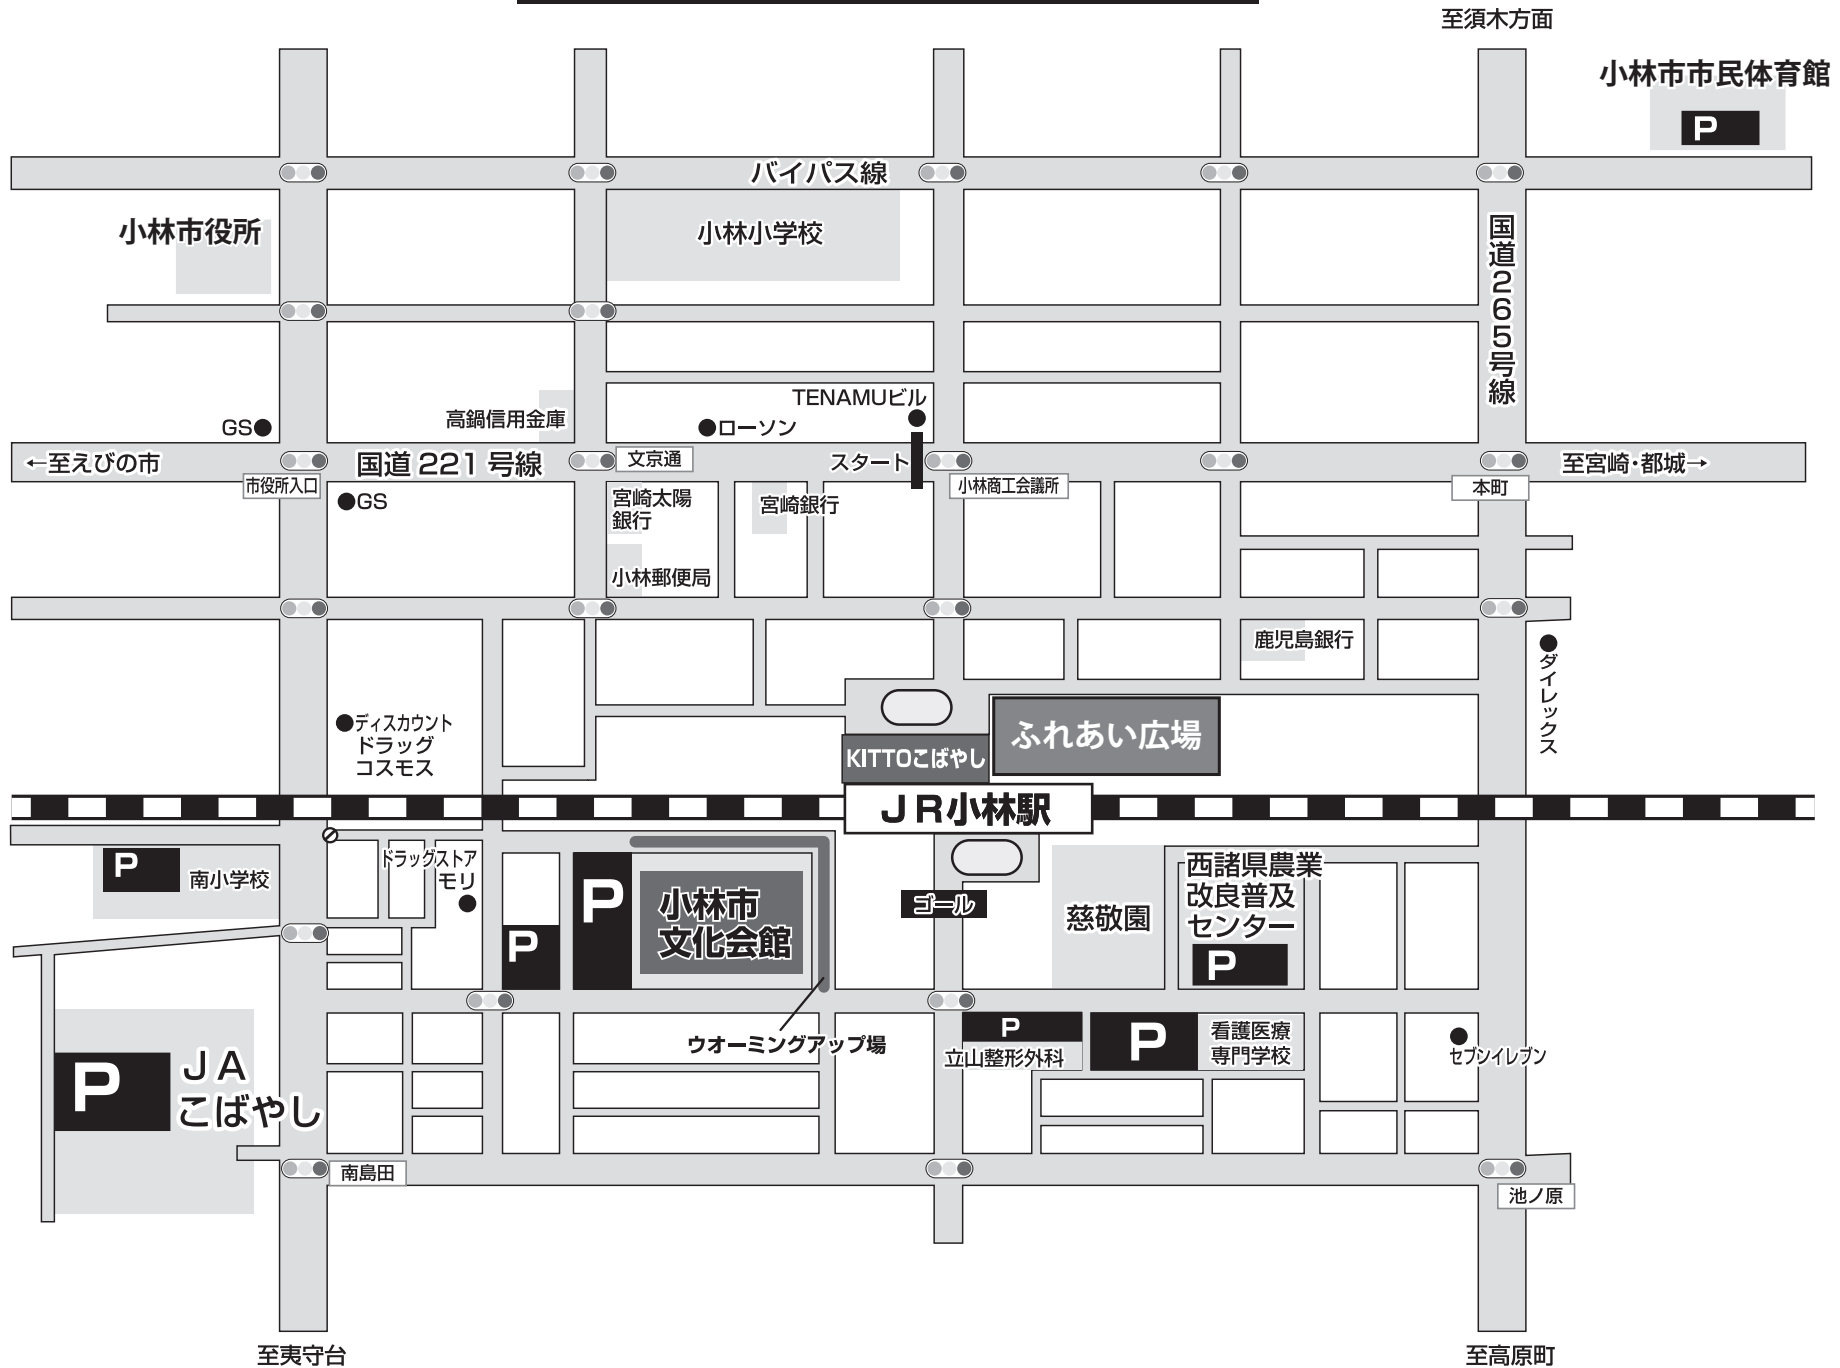 至須木方面
小林市市民体育館
P
バイパス線
小林市役所
小林小学校
国道265号線
TENAMUビル
高鍋信用金庫
GS
ローソン
←至えびの市
国道221号線
文京通
スタート
至宮崎・都城→
市役所入口
小林商工会議所
本町
GS
宮崎太陽
銀行
宮崎銀行
小林郵便局
鹿児島銀行
ダイレックス
ディスカウント
ドラッグ
コスモス
ふれあい広場
KITTOこばやし
JR小林駅
P
南小学校
ドラッグストア
モリ
P
P
小林市
文化会館
ゴール
慈敬園
西諸県農業
改良普及
センター
P
ウオーミングアップ場
P
立山整形外科
P
看護医療
専門学校
セブンイレブン
P
JA
こばやし
南島田
池ノ原
至夷守台
至高原町